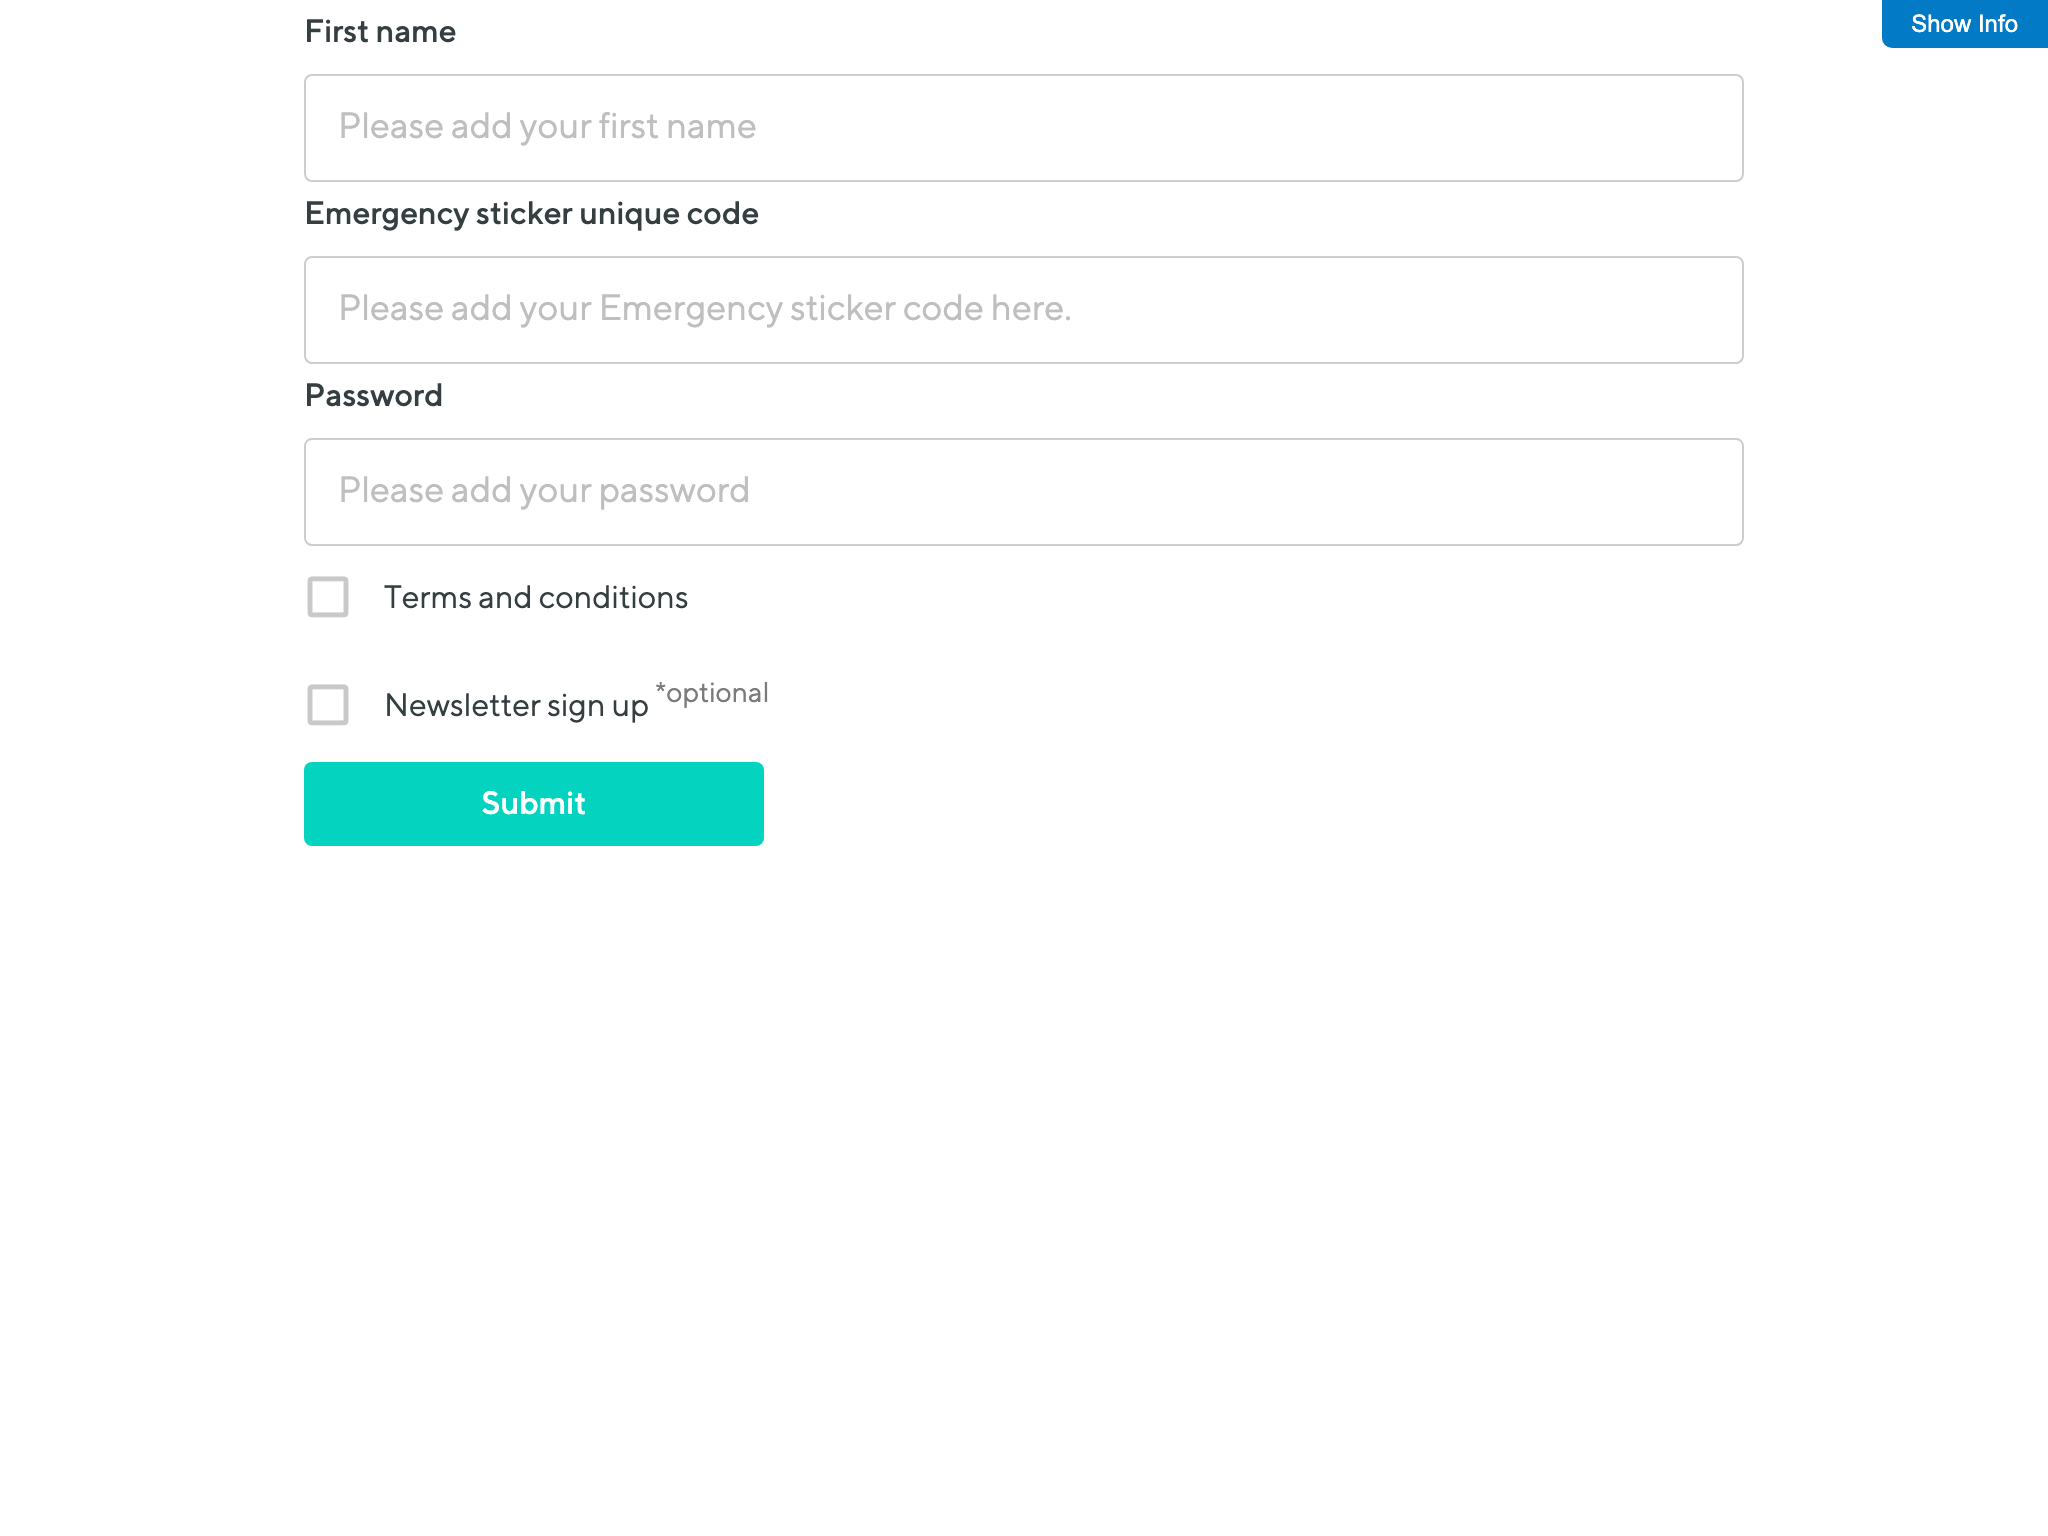 First name
Show Info
Please add your first name
Emergency sticker unique code
Please add your Emergency sticker code here.
Password
Please add your password
Terms and conditions
Newsletter sign up *optional
Submit